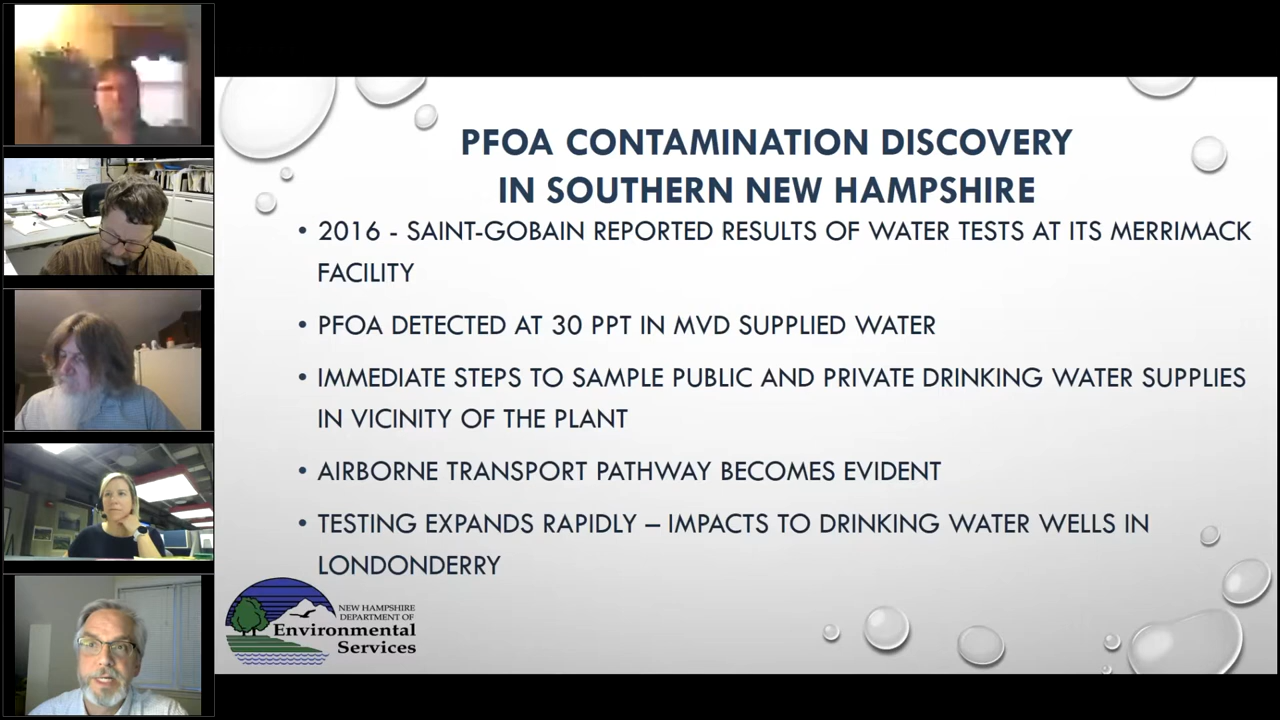 PFOA CONTAMINATION DISCOVERY
IN SOUTHERN NEW HAMPSHIRE
• 2016 - SAINT-GOBAIN REPORTED RESULTS OF WATER TESTS AT ITS MERRIMACK
FACILITY
• PFOA DETECTED AT 30 PPT IN MVD SUPPLIED WATER
• IMMEDIATE STEPS TO SAMPLE PUBLIC AND PRIVATE DRINKING WATER SUPPLIES
IN VICINITY OF THE PLANT
• AIRBORNE TRANSPORT PATHWAY BECOMES EVIDENT
• TESTING EXPANDS RAPIDLY – IMPACTS TO DRINKING WATER WELLS IN
LONDONDERRY
NEW HAMPSHIRE
DEPARTMENT OF
Environmental
Services